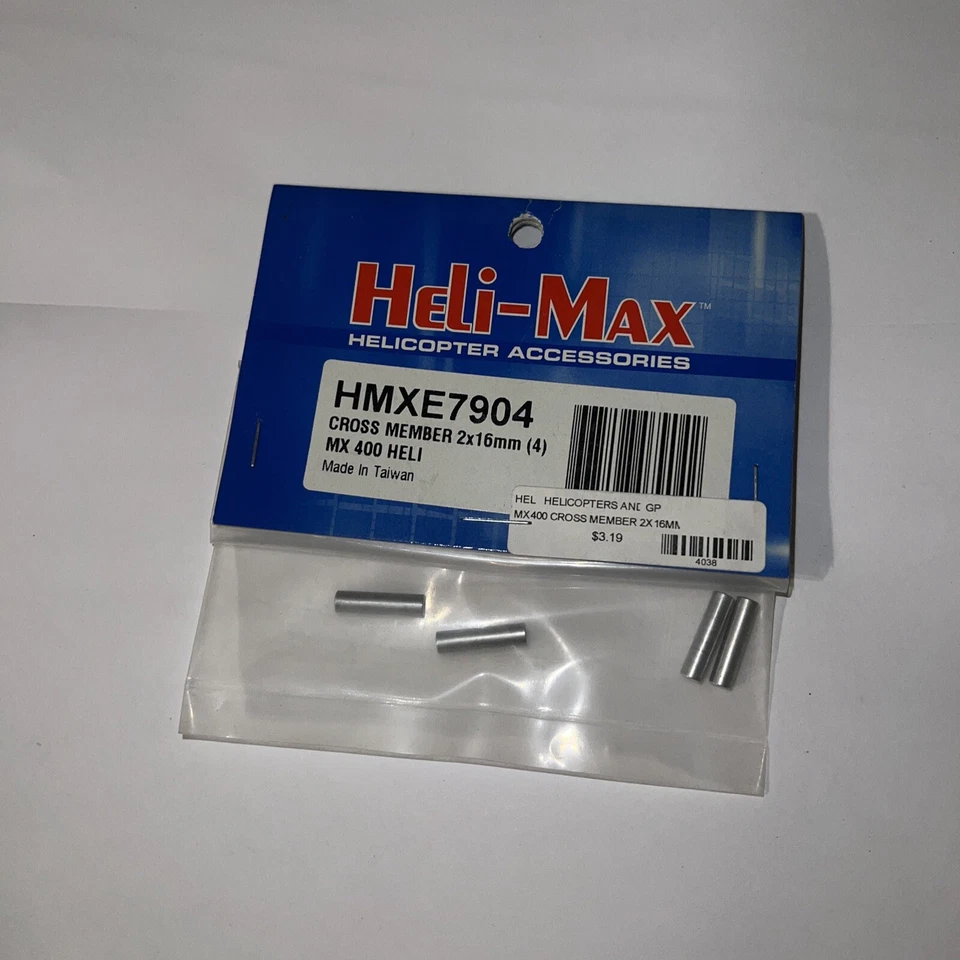 HeLi-MAX™
HELICOPTER ACCESSORIES
HMXE7904
CROSS MEMBER 2x16mm (4)
MX 400 HELI
Made In Taiwan
HEL HELICOPTERS AND GP
MX400 CROSS MEMBER 2X16MM
$3.19
4038